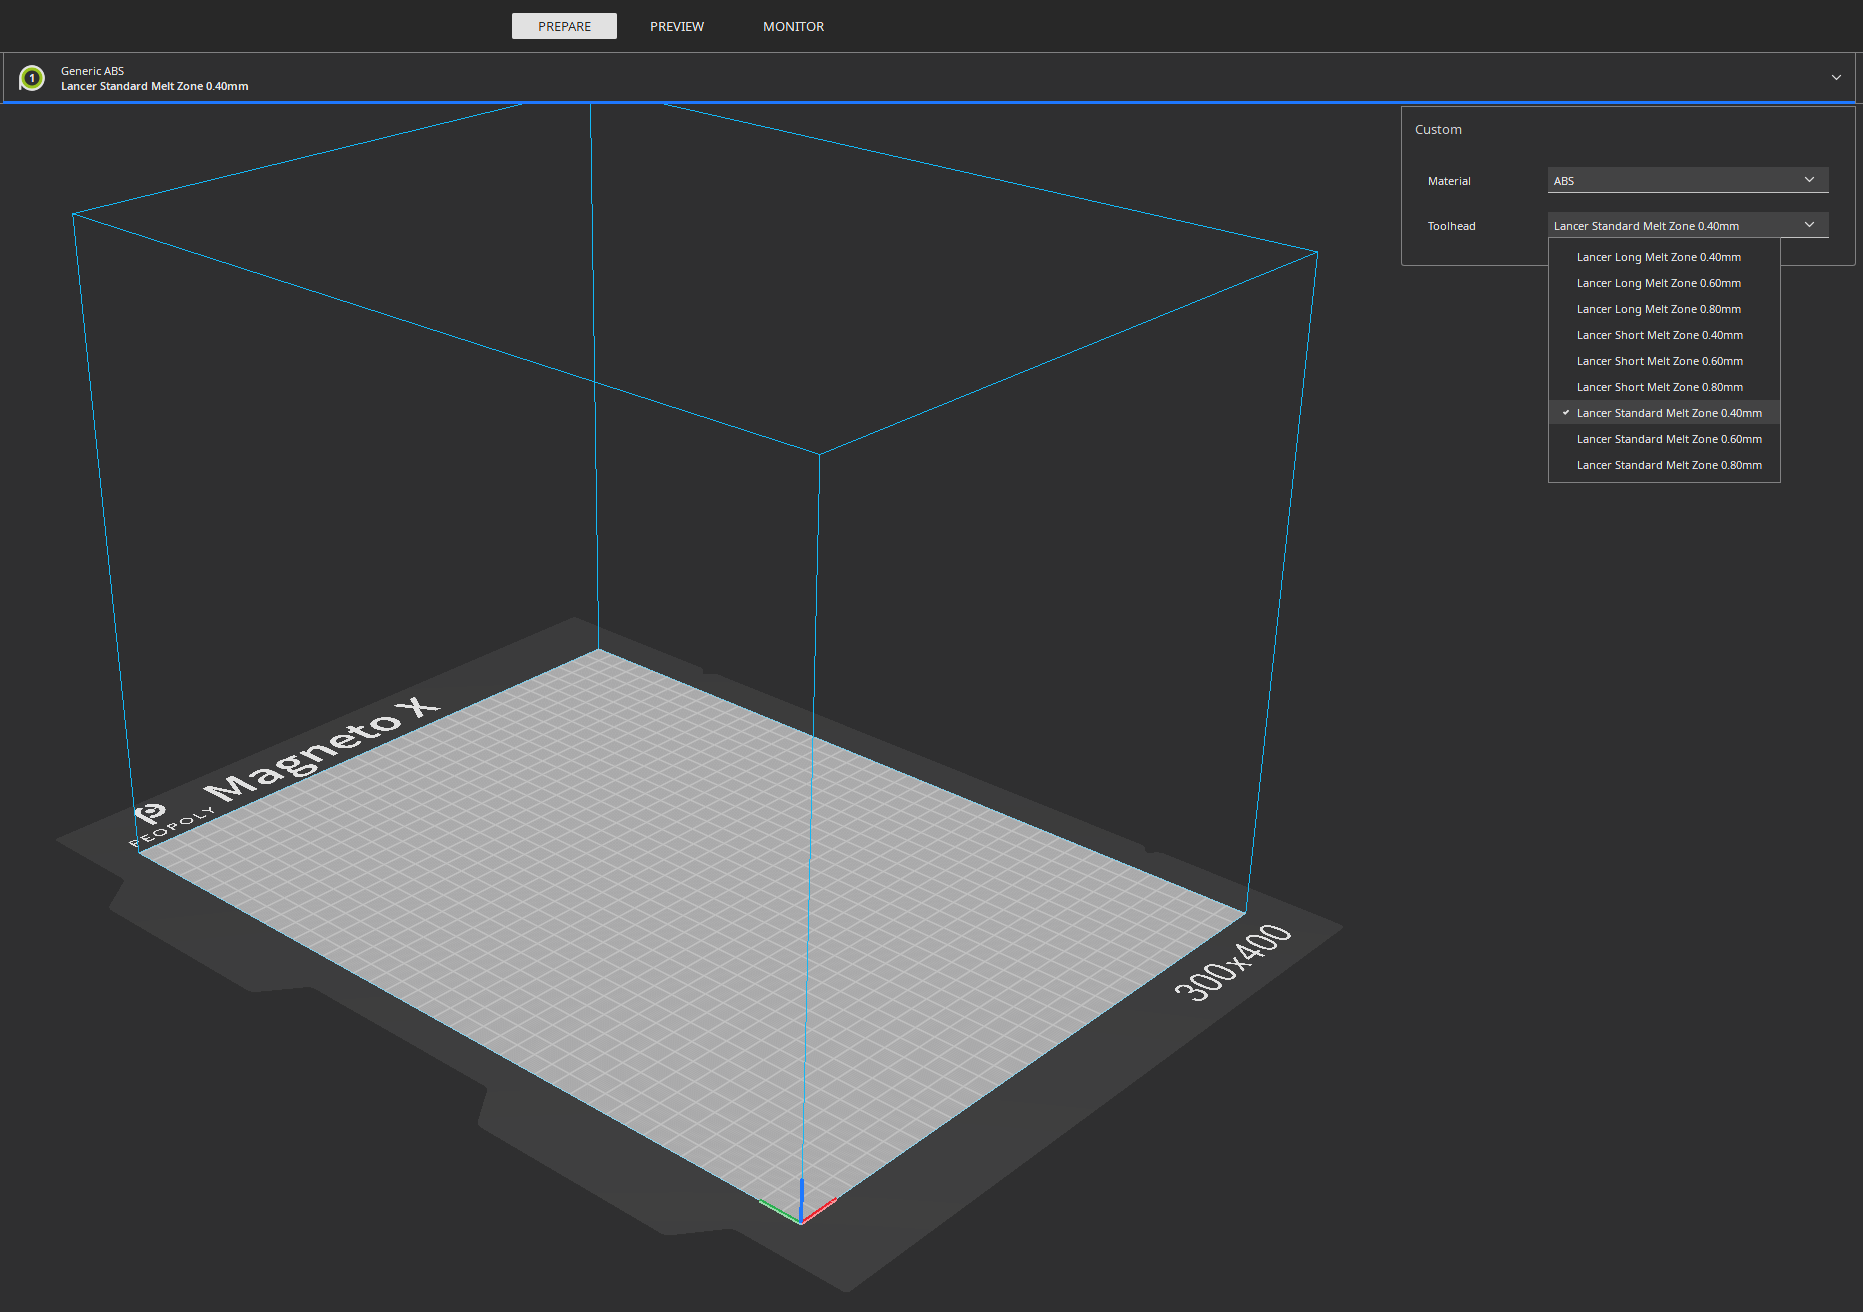 PREPARE
PREVIEW
MONITOR
1
Generic ABS
Lancer Standard Melt Zone 0.40mm
Custom
Material
ABS
Toolhead
Lancer Standard Melt Zone 0.40mm
Lancer Long Melt Zone 0.40mm
Lancer Long Melt Zone 0.60mm
Lancer Long Melt Zone 0.80mm
Lancer Short Melt Zone 0.40mm
Lancer Short Melt Zone 0.60mm
Lancer Short Melt Zone 0.80mm
Lancer Standard Melt Zone 0.40mm
Lancer Standard Melt Zone 0.60mm
Lancer Standard Melt Zone 0.80mm
Magneto X
PEOPOLY
300x400